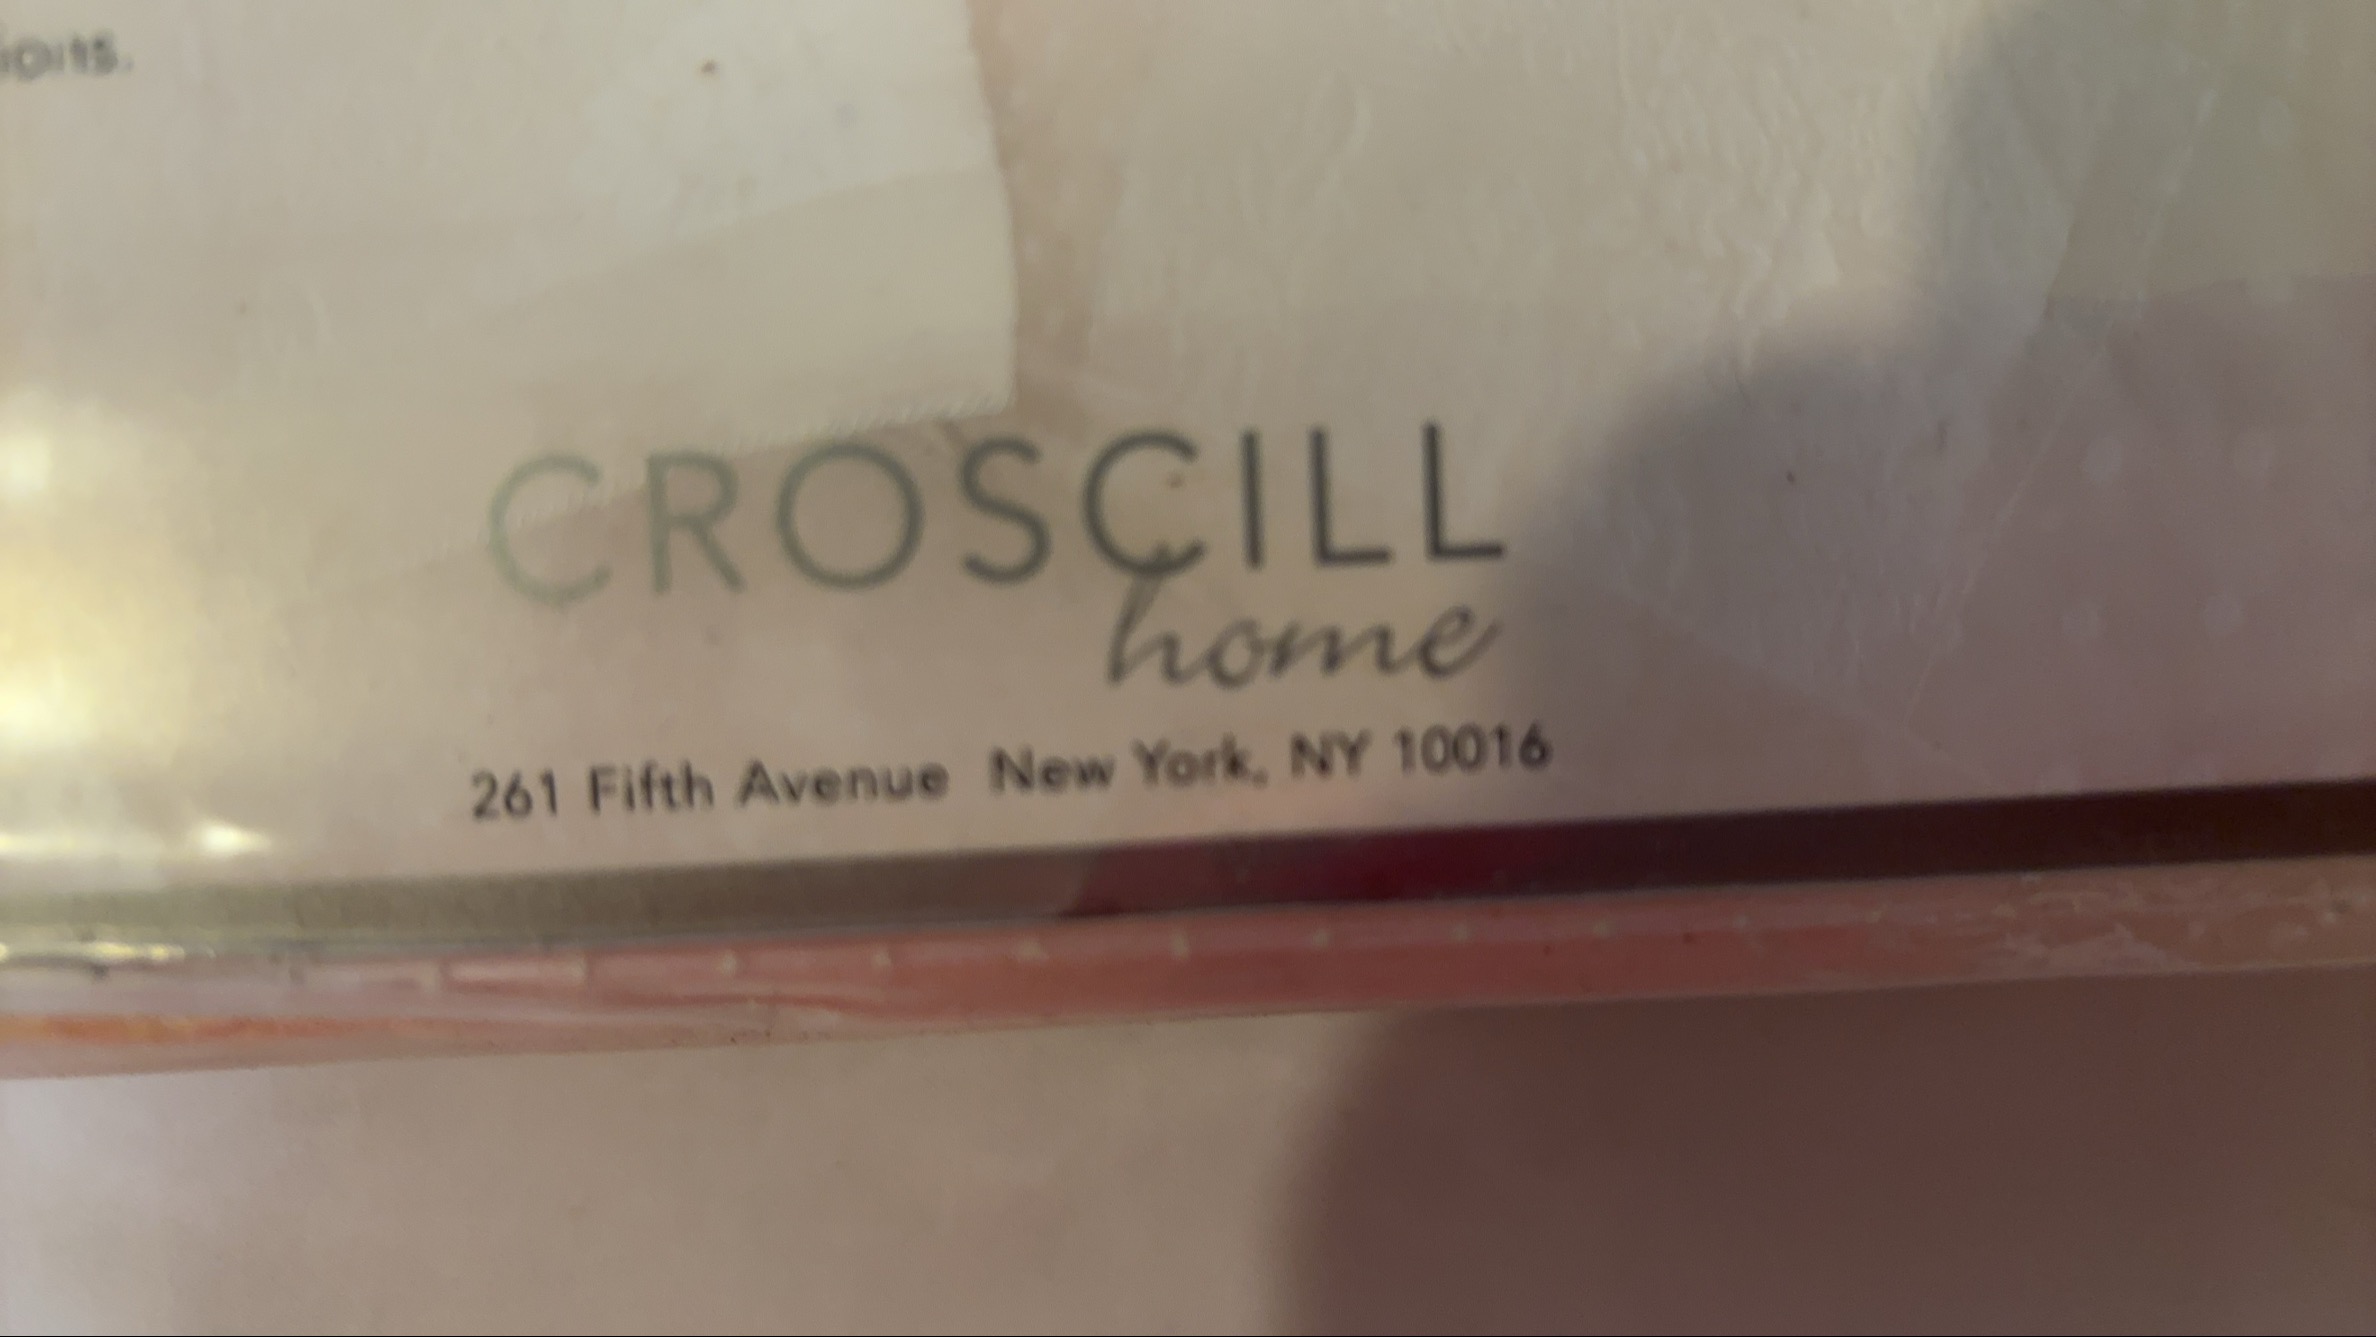 CROSCILL
home
261 Fifth Avenue New York, NY 10016